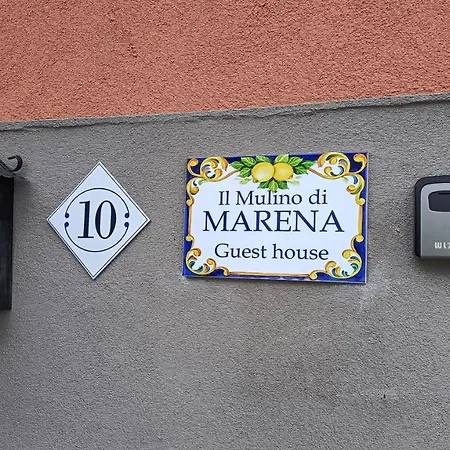 10
Il Mulino di
MARENA
Guest house